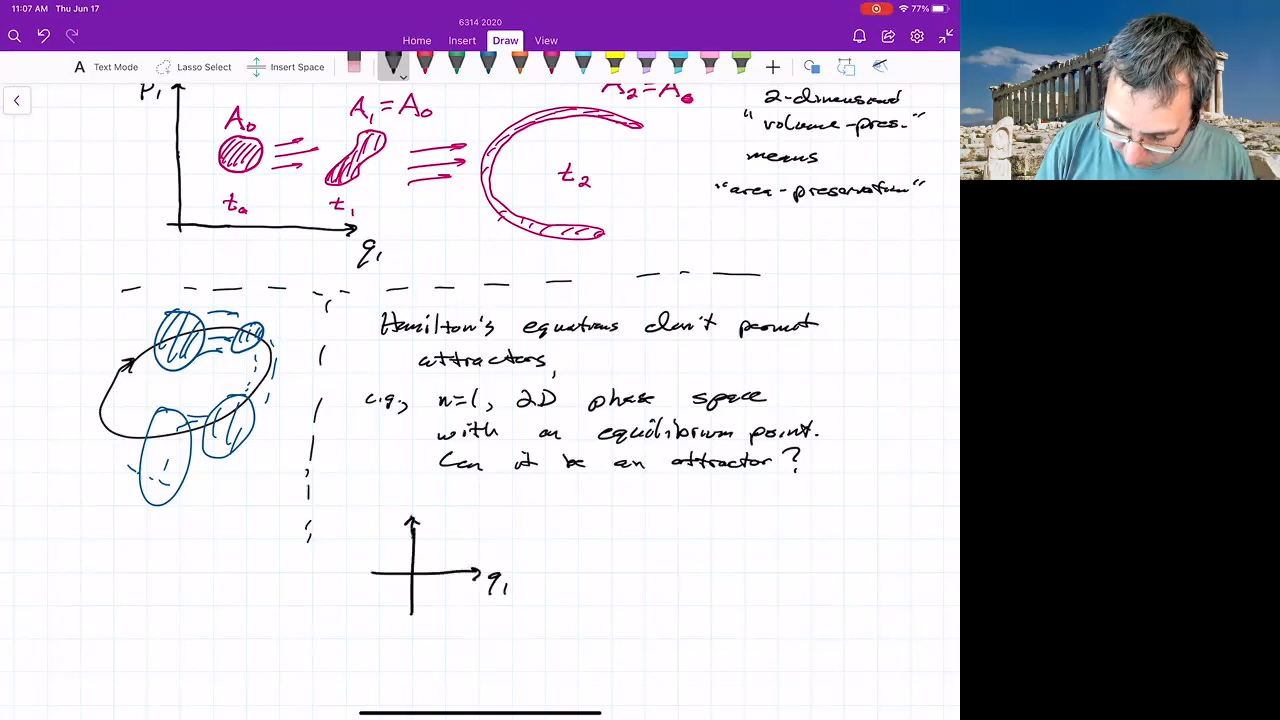 11:07 AM Thu Jun 17
77%
6314 2020
Home Insert Draw View
Text Mode Lasso Select Insert Space
P₁
A₀
A₁ = A₀
A₂ = A₀
t₀
t₁
t₂
q₁
2-dimensional
"volume-pres."
means
"area-preservation"
Hamilton's equations don't permit
attractors,
e.g., n=1, 2D phase space
with an equilibrium point.
Can it be an attractor?
q₁